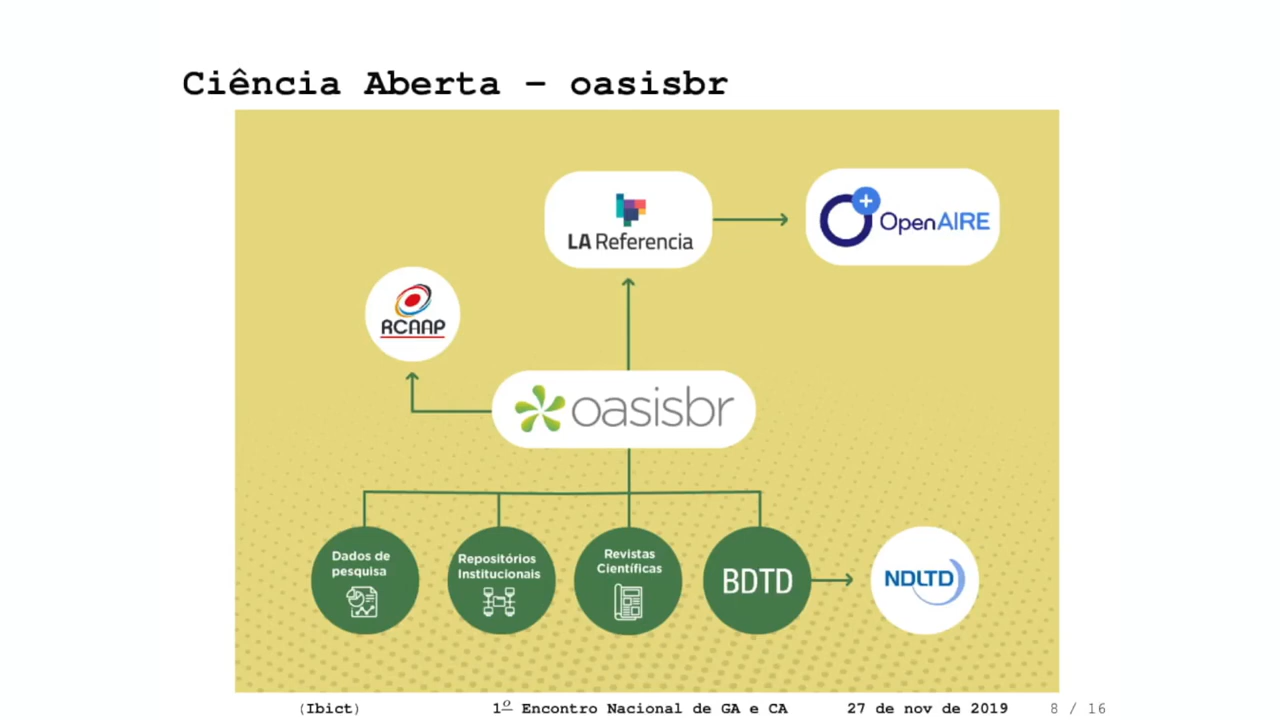 Ciência Aberta – oasisbr
LA Referencia
OpenAIRE
RCAAP
oasisbr
Dados de
pesquisa
Repositórios
Institucionais
Revistas
Científicas
BDTD
NDLTD
(Ibict) 1º Encontro Nacional de GA e CA 27 de nov de 2019 8 / 16